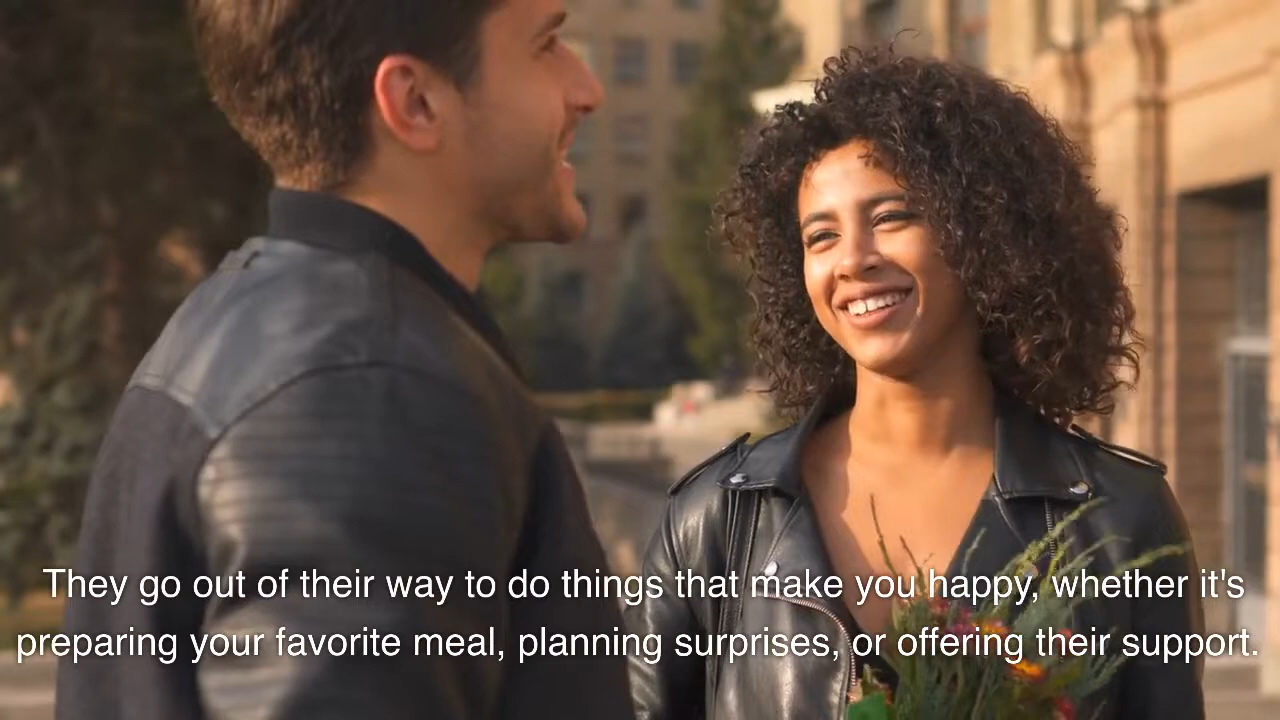 They go out of their way to do things that make you happy, whether it's
preparing your favorite meal, planning surprises, or offering their support.